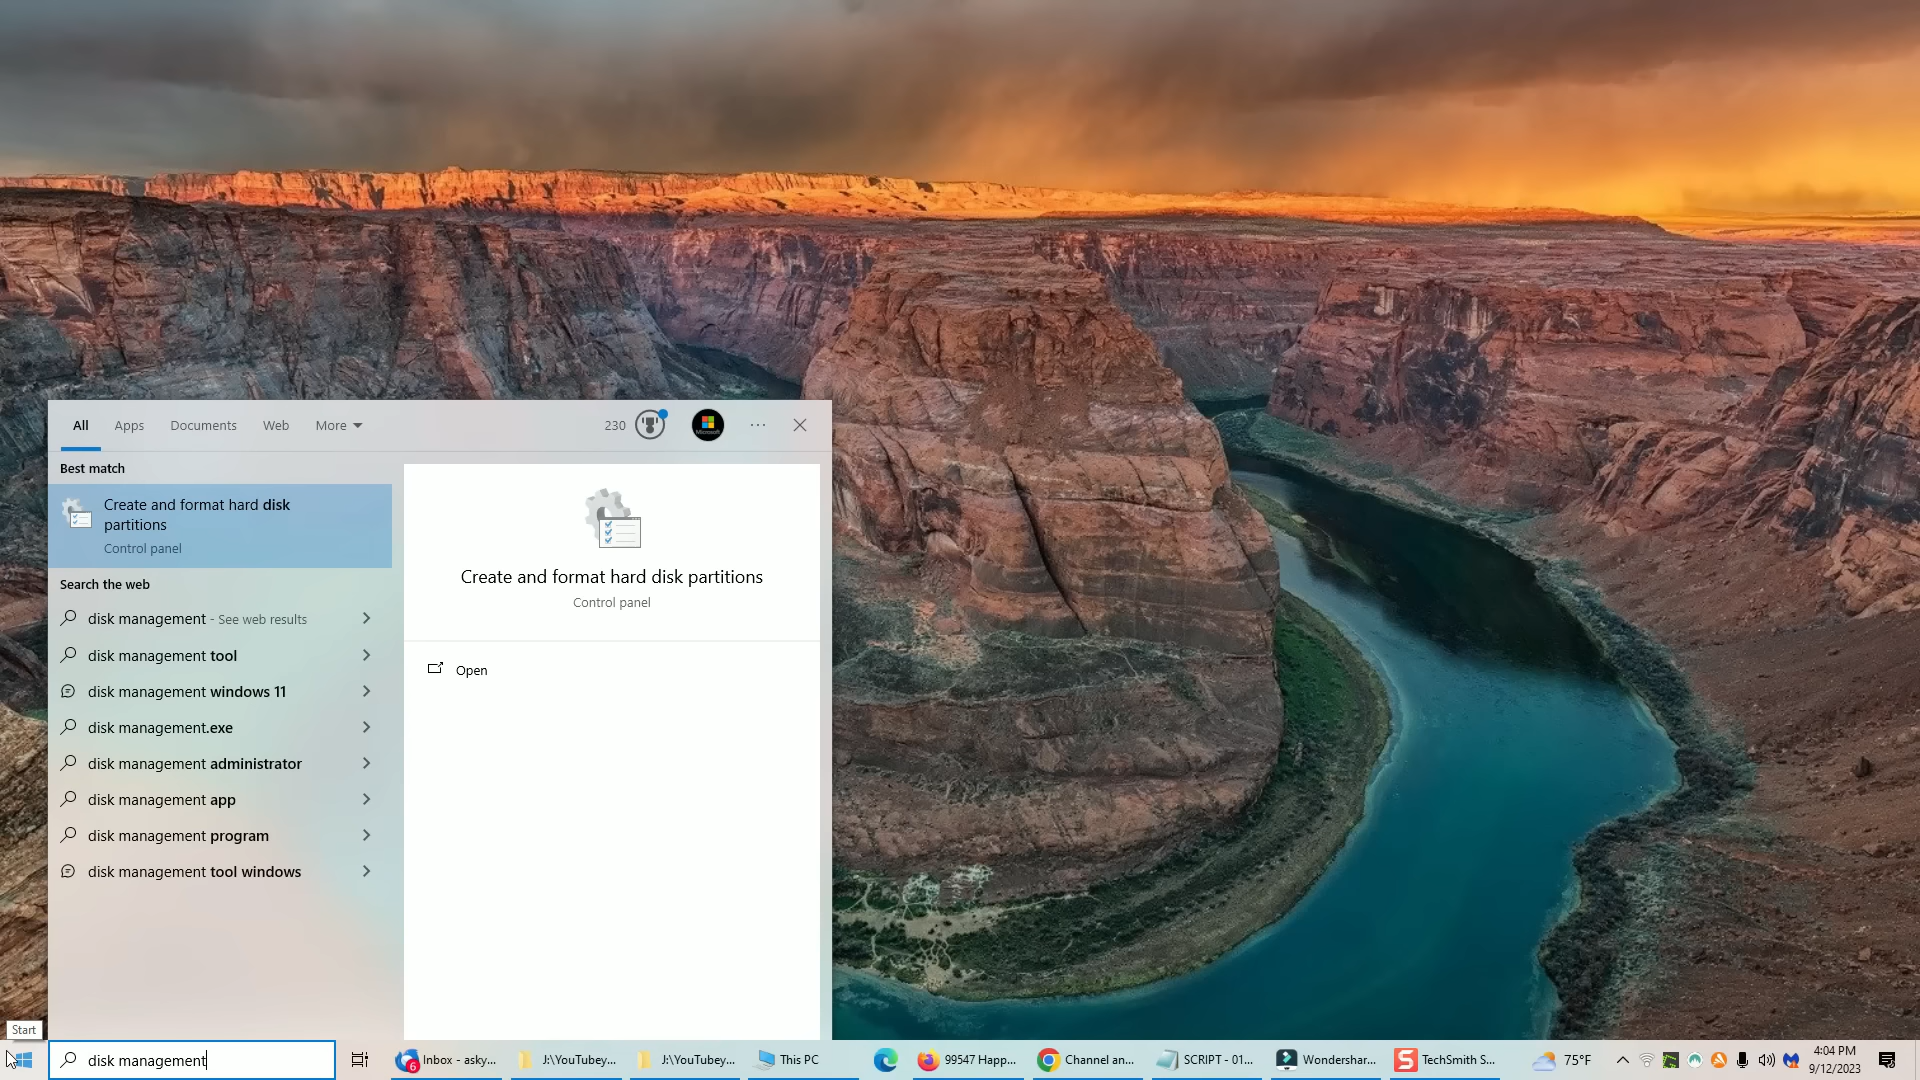 All
Apps
Documents
Web
More
230
Best match
Create and format hard disk
partitions
Control panel
Search the web
disk management - See web results
disk management tool
disk management windows 11
disk management.exe
disk management administrator
disk management app
disk management program
disk management tool windows
Create and format hard disk partitions
Control panel
Open
Start
disk management
6
Inbox - asky...
J:\YouTubey...
J:\YouTubey...
This PC
99547 Happ...
Channel an...
SCRIPT - 01...
Wondershar...
TechSmith S...
75°F
4:04 PM
9/12/2023